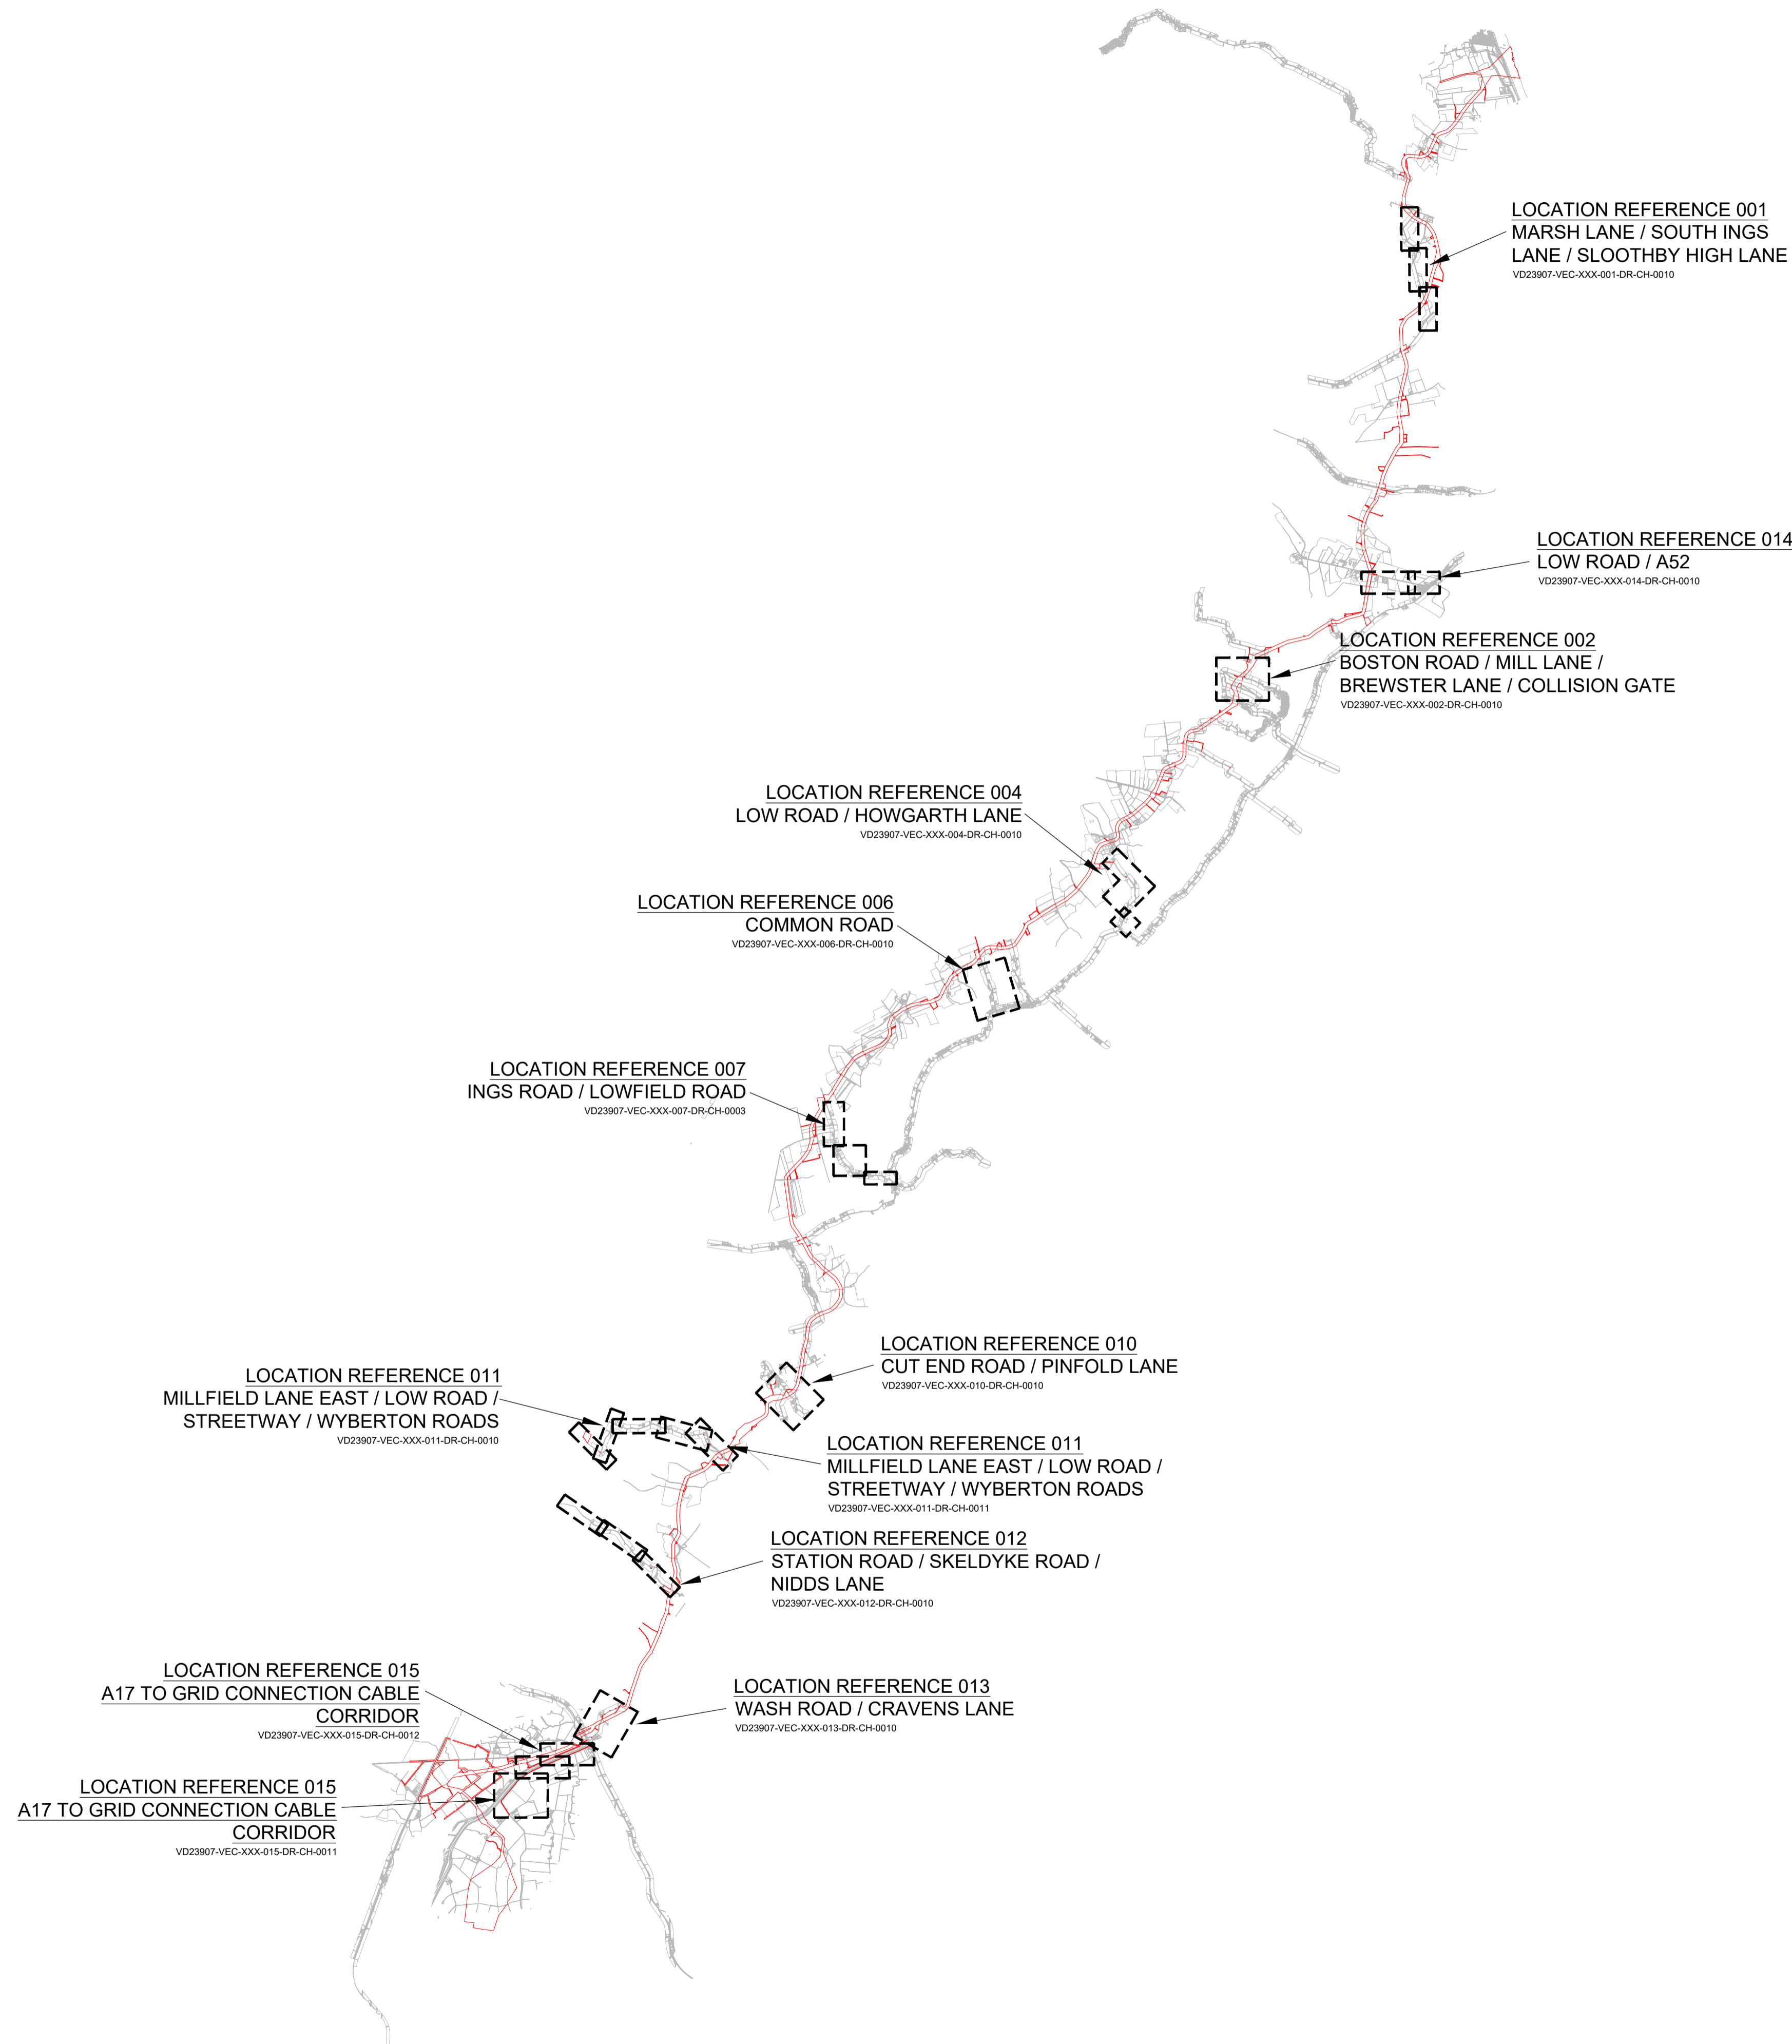 LOCATION REFERENCE 001
MARSH LANE / SOUTH INGS
LANE / SLOOTHBY HIGH LANE
VD23907-VEC-XXX-001-DR-CH-0010
LOCATION REFERENCE 014
LOW ROAD / A52
VD23907-VEC-XXX-014-DR-CH-0010
LOCATION REFERENCE 002
BOSTON ROAD / MILL LANE /
BREWSTER LANE / COLLISION GATE
VD23907-VEC-XXX-002-DR-CH-0010
LOCATION REFERENCE 004
LOW ROAD / HOWGARTH LANE
VD23907-VEC-XXX-004-DR-CH-0010
LOCATION REFERENCE 006
COMMON ROAD
VD23907-VEC-XXX-006-DR-CH-0010
LOCATION REFERENCE 007
INGS ROAD / LOWFIELD ROAD
VD23907-VEC-XXX-007-DR-CH-0003
LOCATION REFERENCE 010
CUT END ROAD / PINFOLD LANE
VD23907-VEC-XXX-010-DR-CH-0010
LOCATION REFERENCE 011
MILLFIELD LANE EAST / LOW ROAD /
STREETWAY / WYBERTON ROADS
VD23907-VEC-XXX-011-DR-CH-0010
LOCATION REFERENCE 011
MILLFIELD LANE EAST / LOW ROAD /
STREETWAY / WYBERTON ROADS
VD23907-VEC-XXX-011-DR-CH-0011
LOCATION REFERENCE 012
STATION ROAD / SKELDYKE ROAD /
NIDDS LANE
VD23907-VEC-XXX-012-DR-CH-0010
LOCATION REFERENCE 015
A17 TO GRID CONNECTION CABLE
CORRIDOR
VD23907-VEC-XXX-015-DR-CH-0012
LOCATION REFERENCE 013
WASH ROAD / CRAVENS LANE
VD23907-VEC-XXX-013-DR-CH-0010
LOCATION REFERENCE 015
A17 TO GRID CONNECTION CABLE
CORRIDOR
VD23907-VEC-XXX-015-DR-CH-0011